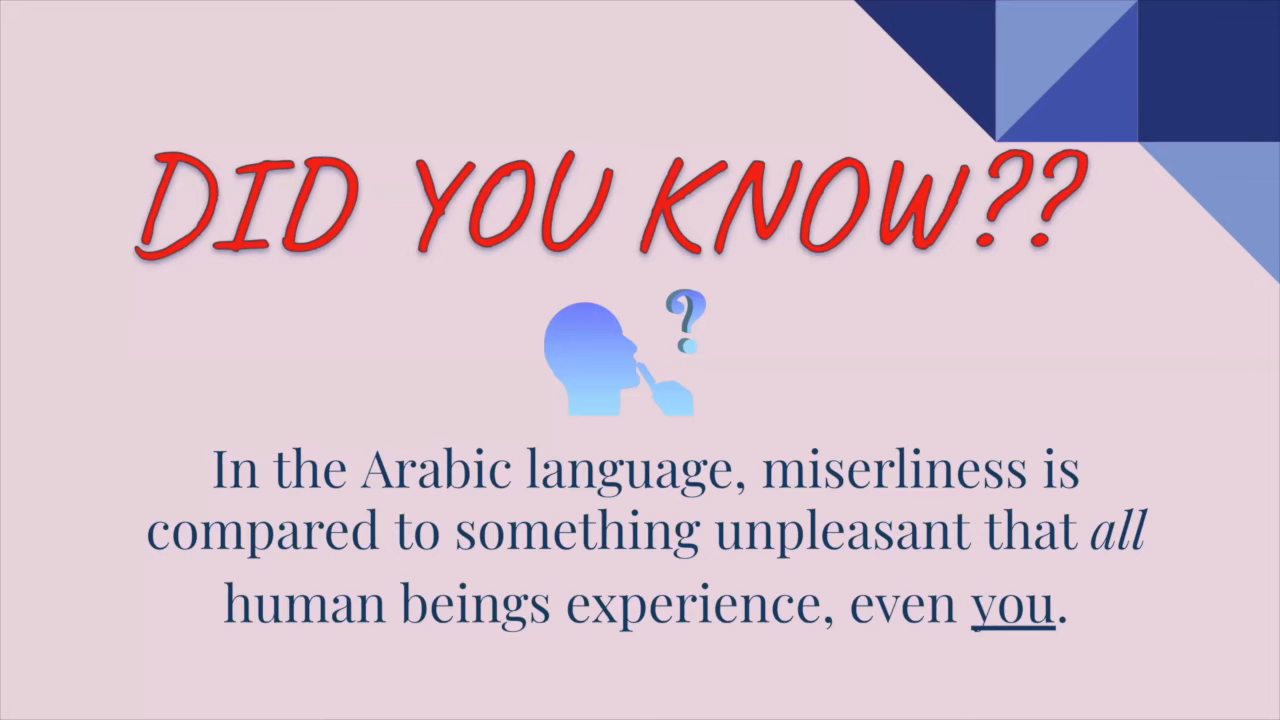 DID YOU KNOW??
?
In the Arabic language, miserliness is
compared to something unpleasant that all
human beings experience, even you.